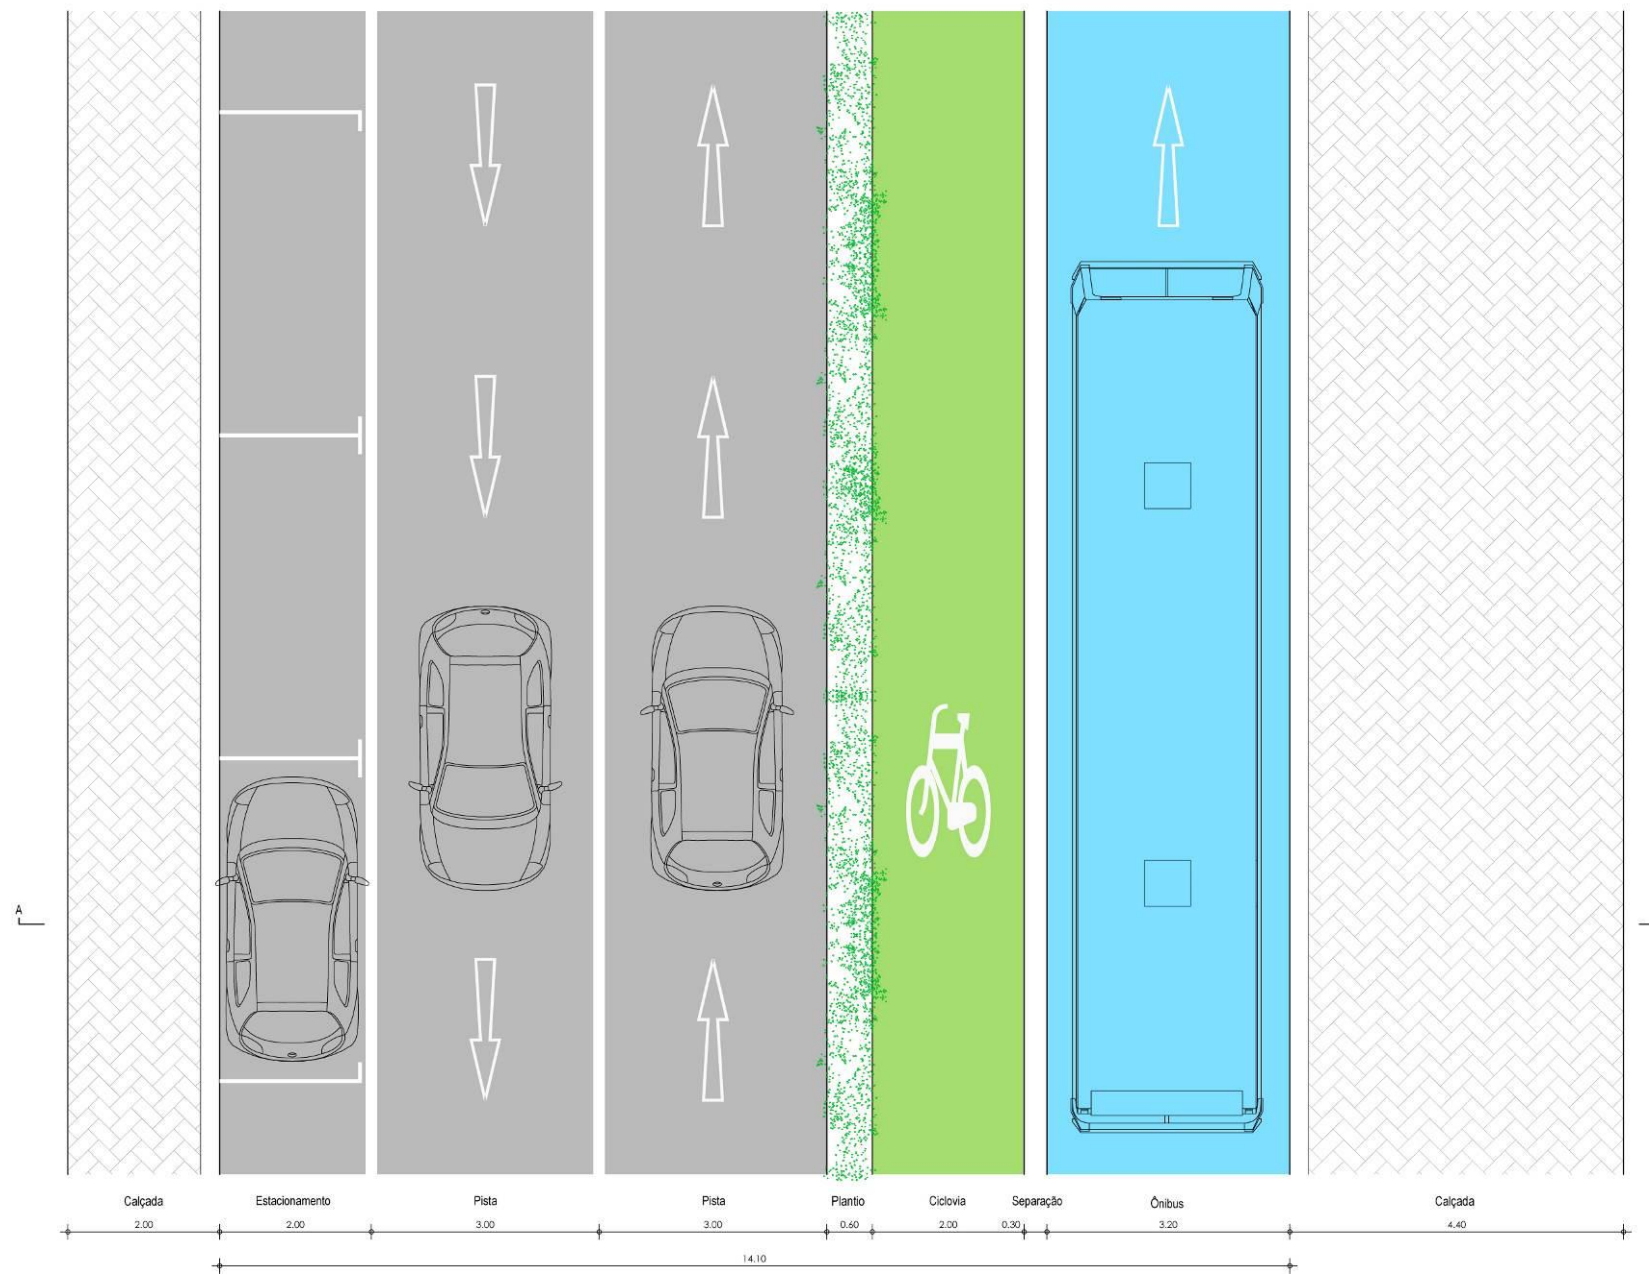 A
Calçada Estacionamento Pista Pista Plantio Ciclovia Separação Ônibus Calçada
2.00 2.00 3.00 3.00 0.60 2.00 0.30 3.20 4.40
14.10